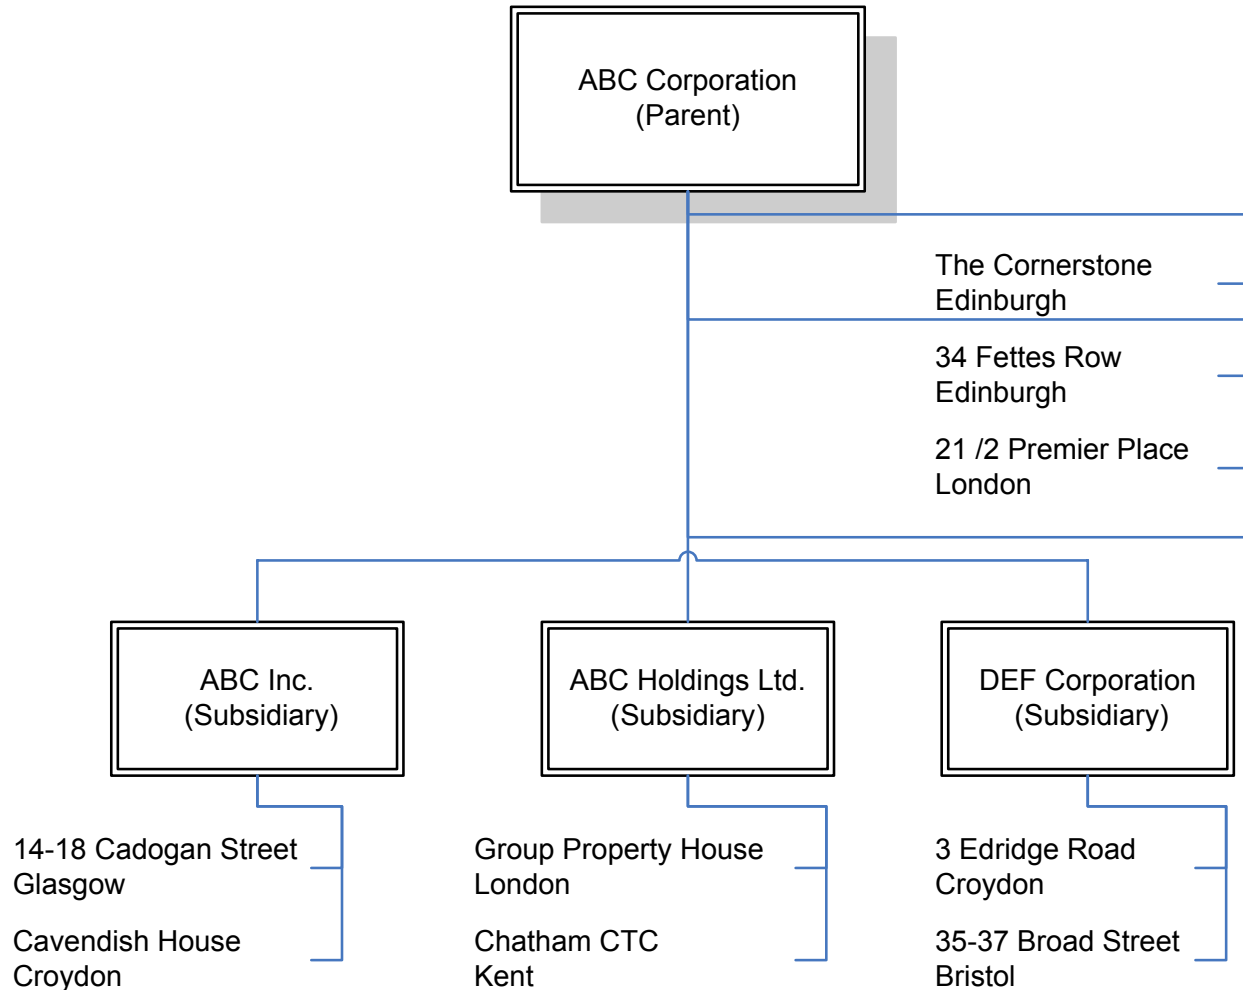 ABC Corporation
(Parent)
The Cornerstone
Edinburgh
34 Fettes Row
Edinburgh
21 /2 Premier Place
London
ABC Inc.
(Subsidiary)
ABC Holdings Ltd.
(Subsidiary)
DEF Corporation
(Subsidiary)
14-18 Cadogan Street
Glasgow
Cavendish House
Croydon
Group Property House
London
Chatham CTC
Kent
3 Edridge Road
Croydon
35-37 Broad Street
Bristol